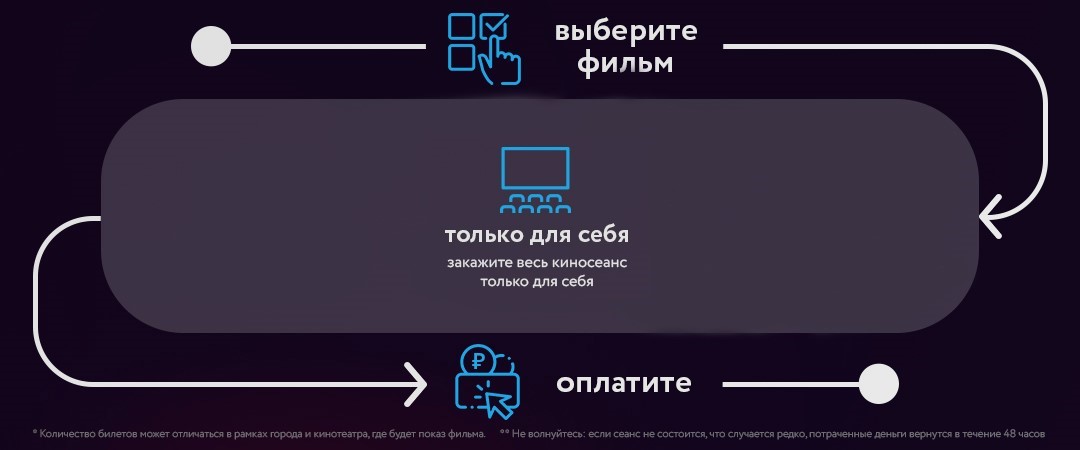 выберите
фильм
только для себя
закажите весь киносеанс
только для себя
₽
оплатите
* Количество билетов может отличаться в рамках города и кинотеатра, где будет показ фильма. ** Не волнуйтесь: если сеанс не состоится, что случается редко, потраченные деньги вернутся в течение 48 часов